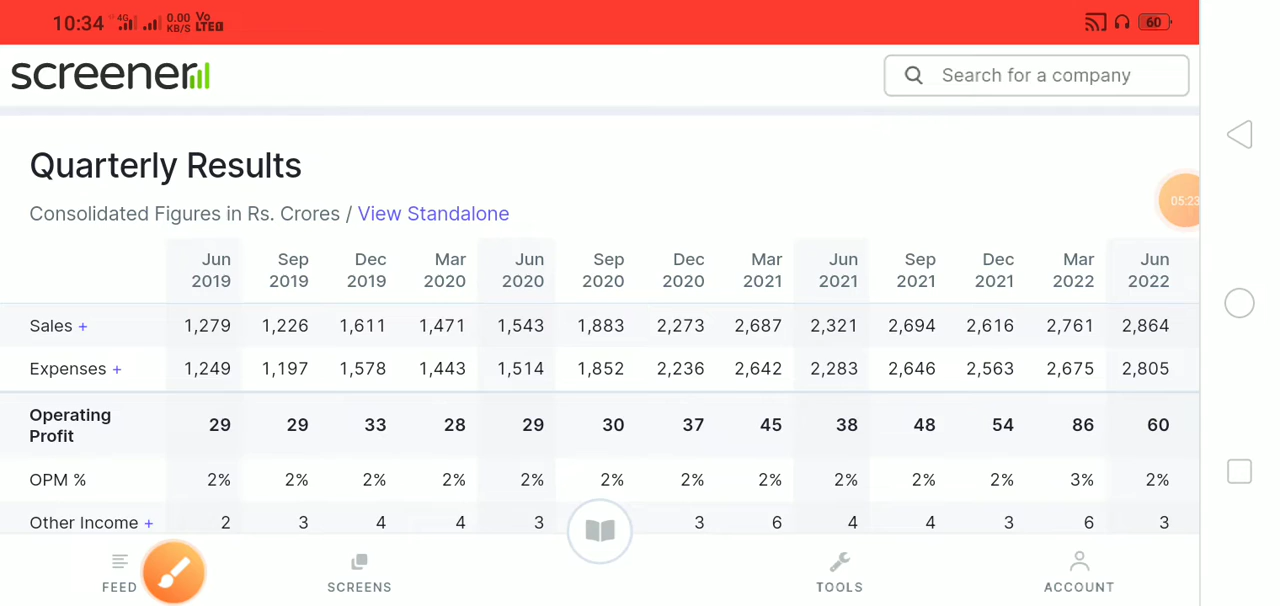 10:34 4G 0.00 KB/S Vo LTE 60
screener
Search for a company
Quarterly Results
Consolidated Figures in Rs. Crores / View Standalone
05:23
Jun 2019 Sep 2019 Dec 2019 Mar 2020 Jun 2020 Sep 2020 Dec 2020 Mar 2021 Jun 2021 Sep 2021 Dec 2021 Mar 2022 Jun 2022
Sales + 1,279 1,226 1,611 1,471 1,543 1,883 2,273 2,687 2,321 2,694 2,616 2,761 2,864
Expenses + 1,249 1,197 1,578 1,443 1,514 1,852 2,236 2,642 2,283 2,646 2,563 2,675 2,805
Operating Profit 29 29 33 28 29 30 37 45 38 48 54 86 60
OPM % 2% 2% 2% 2% 2% 2% 2% 2% 2% 2% 2% 3% 2%
Other Income + 2 3 4 4 3 3 6 4 4 3 6 3
FEED SCREENS TOOLS ACCOUNT